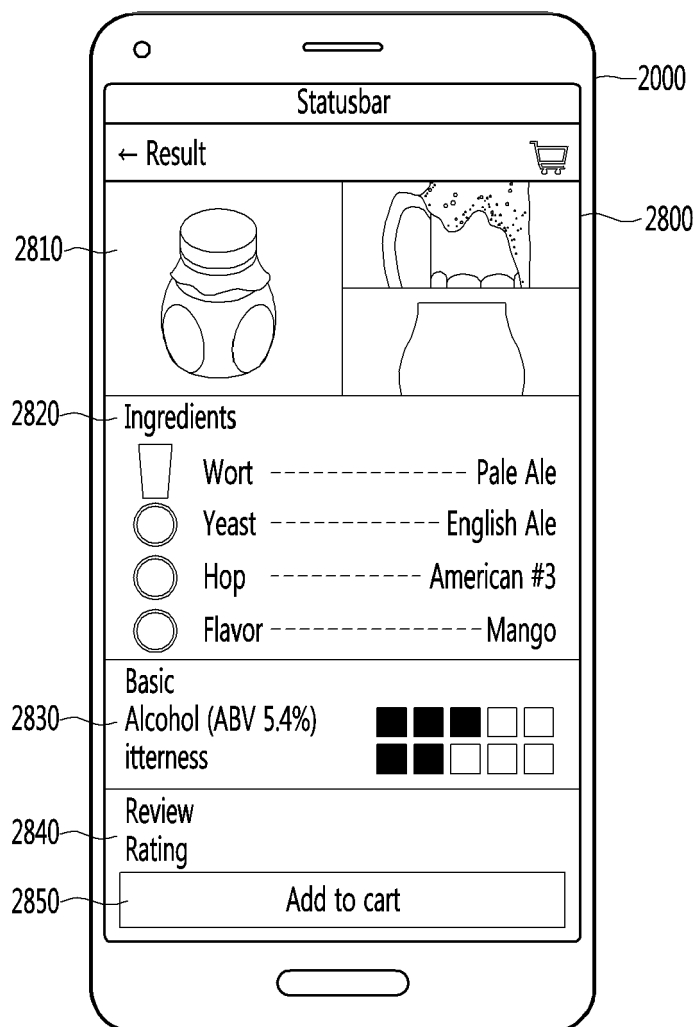 2000
Statusbar
← Result
2800
2810
2820
Ingredients
Wort Pale Ale
Yeast English Ale
Hop American #3
Flavor Mango
Basic
2830
Alcohol (ABV 5.4%)
itterness
Review
2840
Rating
2850
Add to cart